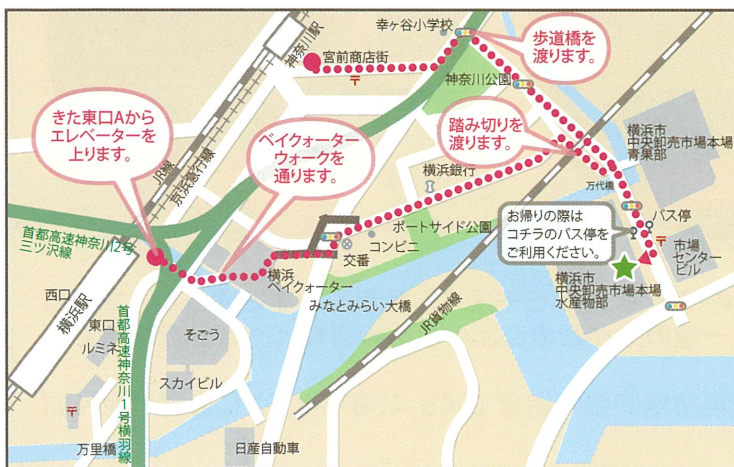 幸ヶ谷小学校
神奈川駅
宮前商店街
〒
歩道橋を
渡ります。
神奈川公園
きた東口Aから
エレベーターを
上ります。
ベイクォーター
ウォークを
通ります。
踏み切りを
渡ります。
横浜市
中央卸売市場本場
青果部
JR線
京浜急行線
横浜銀行
万代橋
首都高速神奈川2号
三ツ沢線
ポートサイド公園
コンビニ
交番
お帰りの際は
コチラのバス停を
ご利用ください。
バス停
〒
市場
センター
ビル
横浜市
中央卸売市場本場
水産物部
横浜
ベイクォーター
みなとみらい大橋
JR貨物線
西口
横浜駅
東口
ルミネ
首都高速神奈川1号横羽線
そごう
スカイビル
〒
万里橋
日産自動車